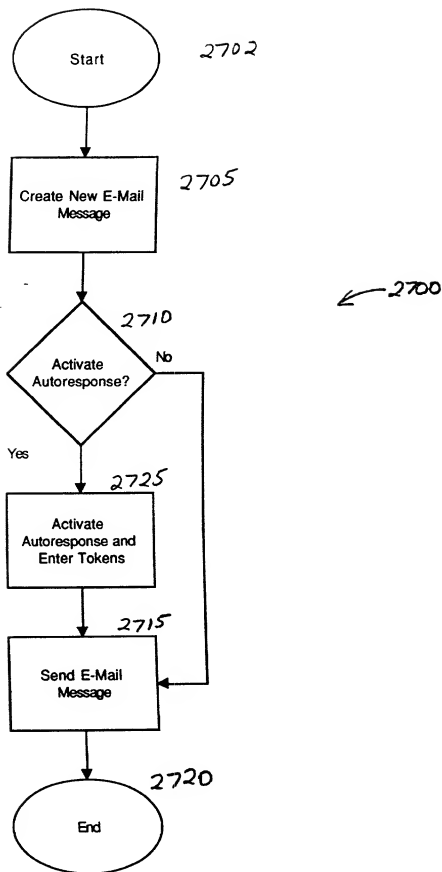 Start
2702
Create New E-Mail
Message
2705
2700
2710
Activate
Autoresponse?
No
Yes
2725
Activate
Autoresponse and
Enter Tokens
2715
Send E-Mail
Message
2720
End